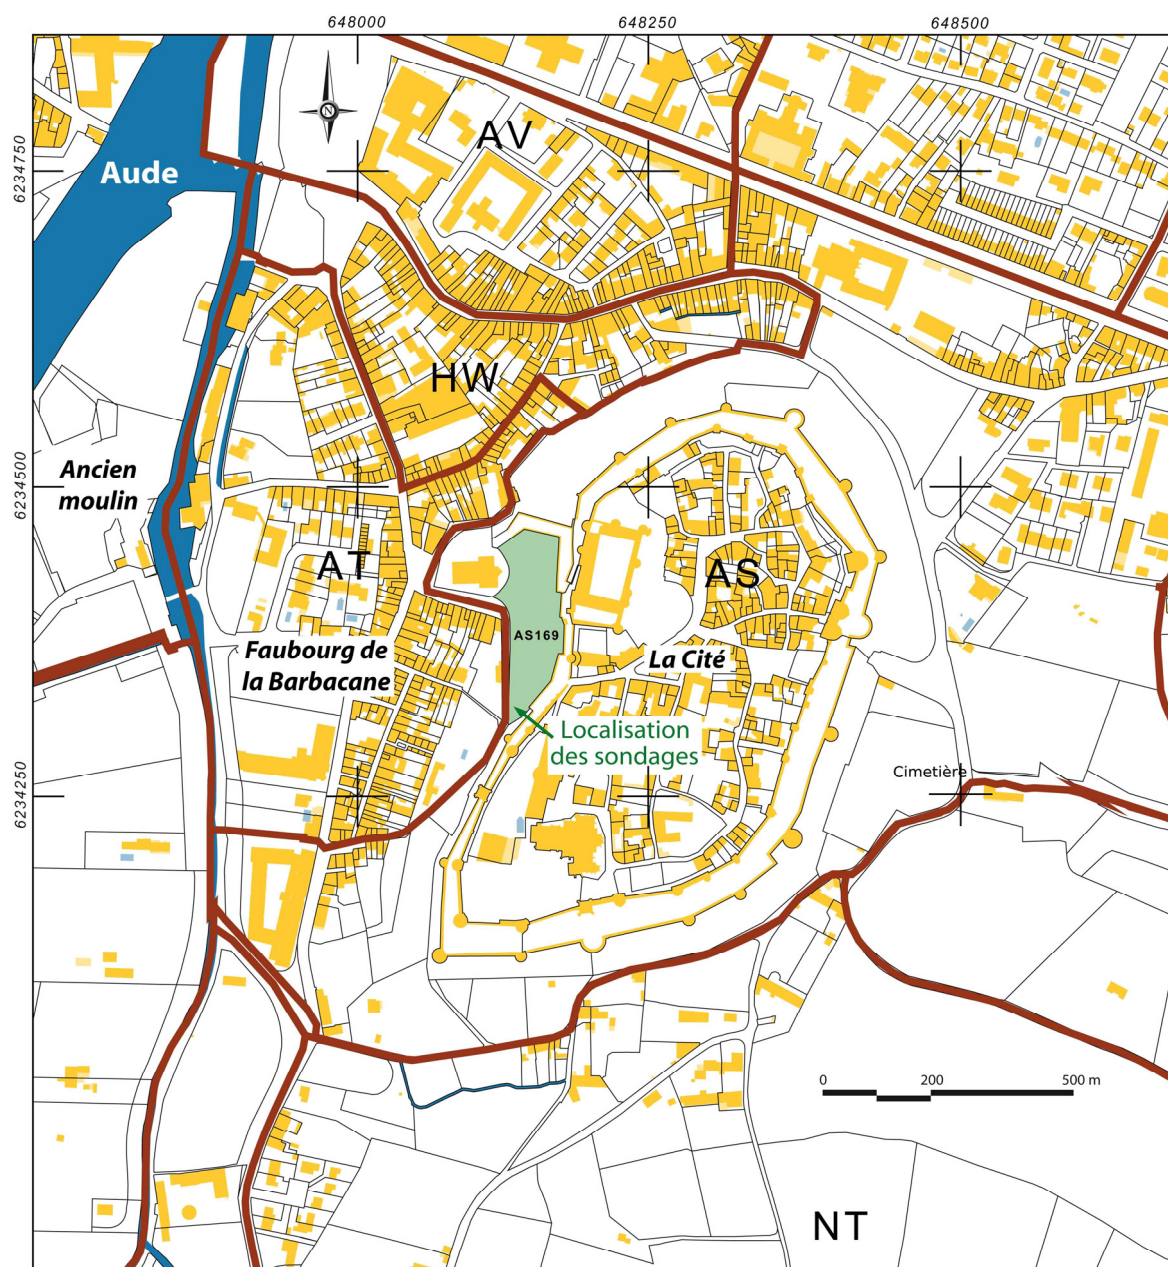 648000
648250
648500
6234750
6234500
6234250
N
AV
Aude
HW
Ancien
moulin
AT
AS
AS169
Faubourg de
la Barbacane
La Cité
Localisation
des sondages
Cimetière
0 200 500 m
NT